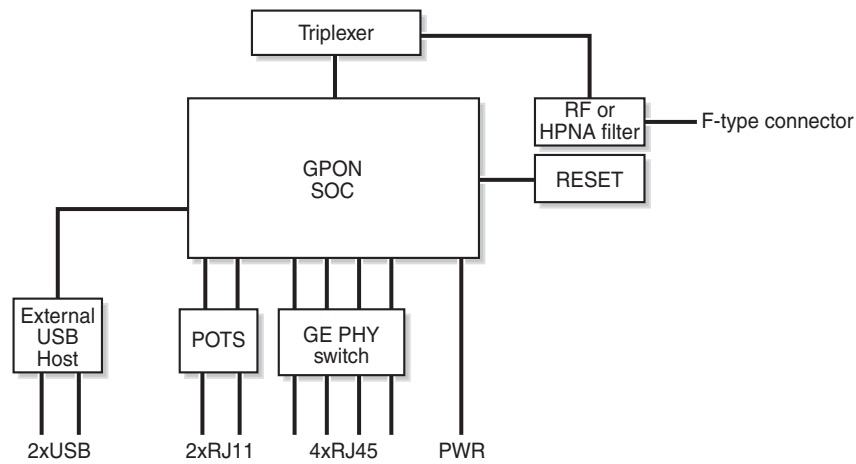 Triplexer
RF or
HPNA filter
F-type connector
GPON
SOC
RESET
External
USB
Host
POTS
GE PHY
switch
2xUSB
2xRJ11
4xRJ45
PWR